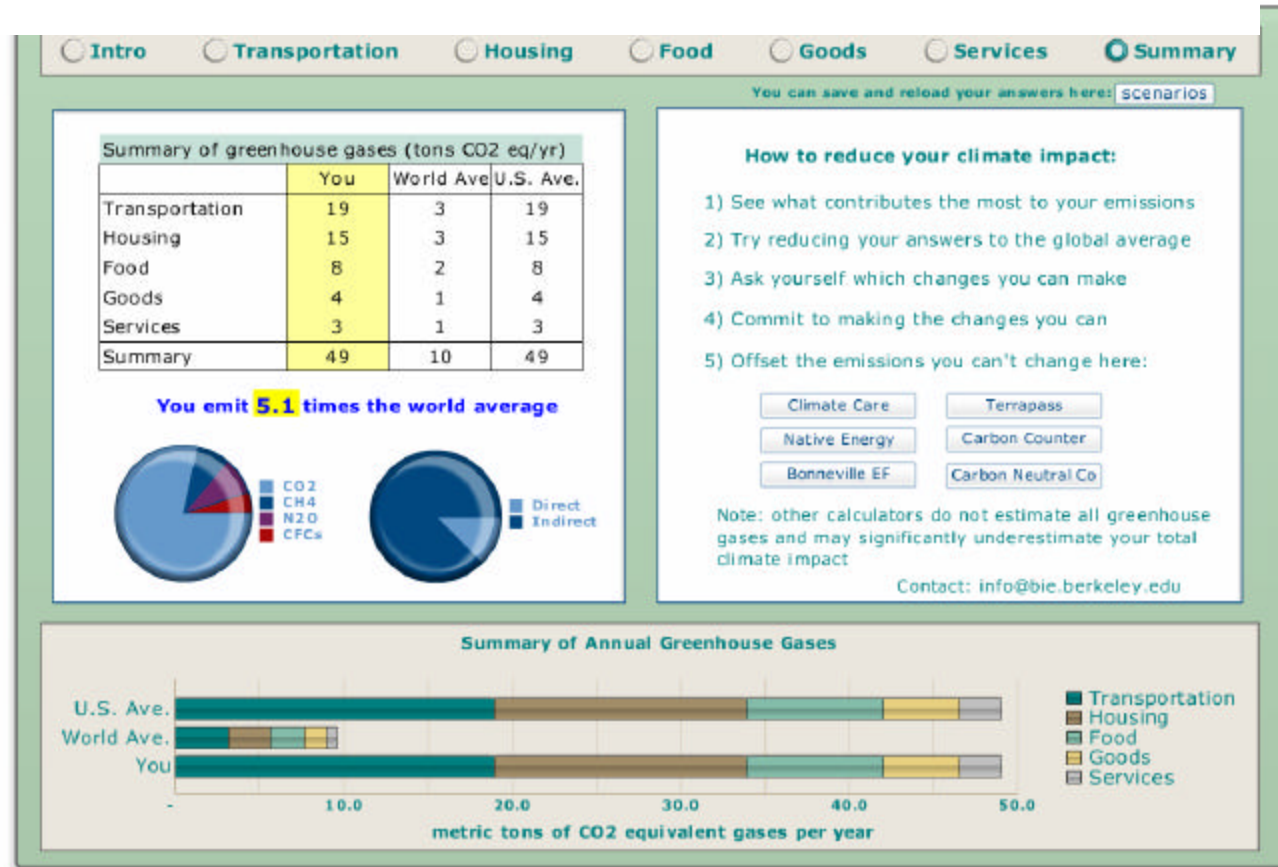 Intro Transportation Housing Food Goods Services Summary
You can save and reload your answers here: scenarios
Summary of greenhouse gases (tons CO2 eq/yr)
You World Ave U.S. Ave.
Transportation 19 3 19
Housing 15 3 15
Food 8 2 8
Goods 4 1 4
Services 3 1 3
Summary 49 10 49
You emit 5.1 times the world average
CO2
CH4
N2O
CFCs
Direct
Indirect
How to reduce your climate impact:
1) See what contributes the most to your emissions
2) Try reducing your answers to the global average
3) Ask yourself which changes you can make
4) Commit to making the changes you can
5) Offset the emissions you can't change here:
Climate Care Terrapass
Native Energy Carbon Counter
Bonneville EF Carbon Neutral Co
Note: other calculators do not estimate all greenhouse
gases and may significantly underestimate your total
climate impact
Contact: info@bie.berkeley.edu
Summary of Annual Greenhouse Gases
U.S. Ave.
World Ave.
You
- 10.0 20.0 30.0 40.0 50.0
metric tons of CO2 equivalent gases per year
Transportation
Housing
Food
Goods
Services